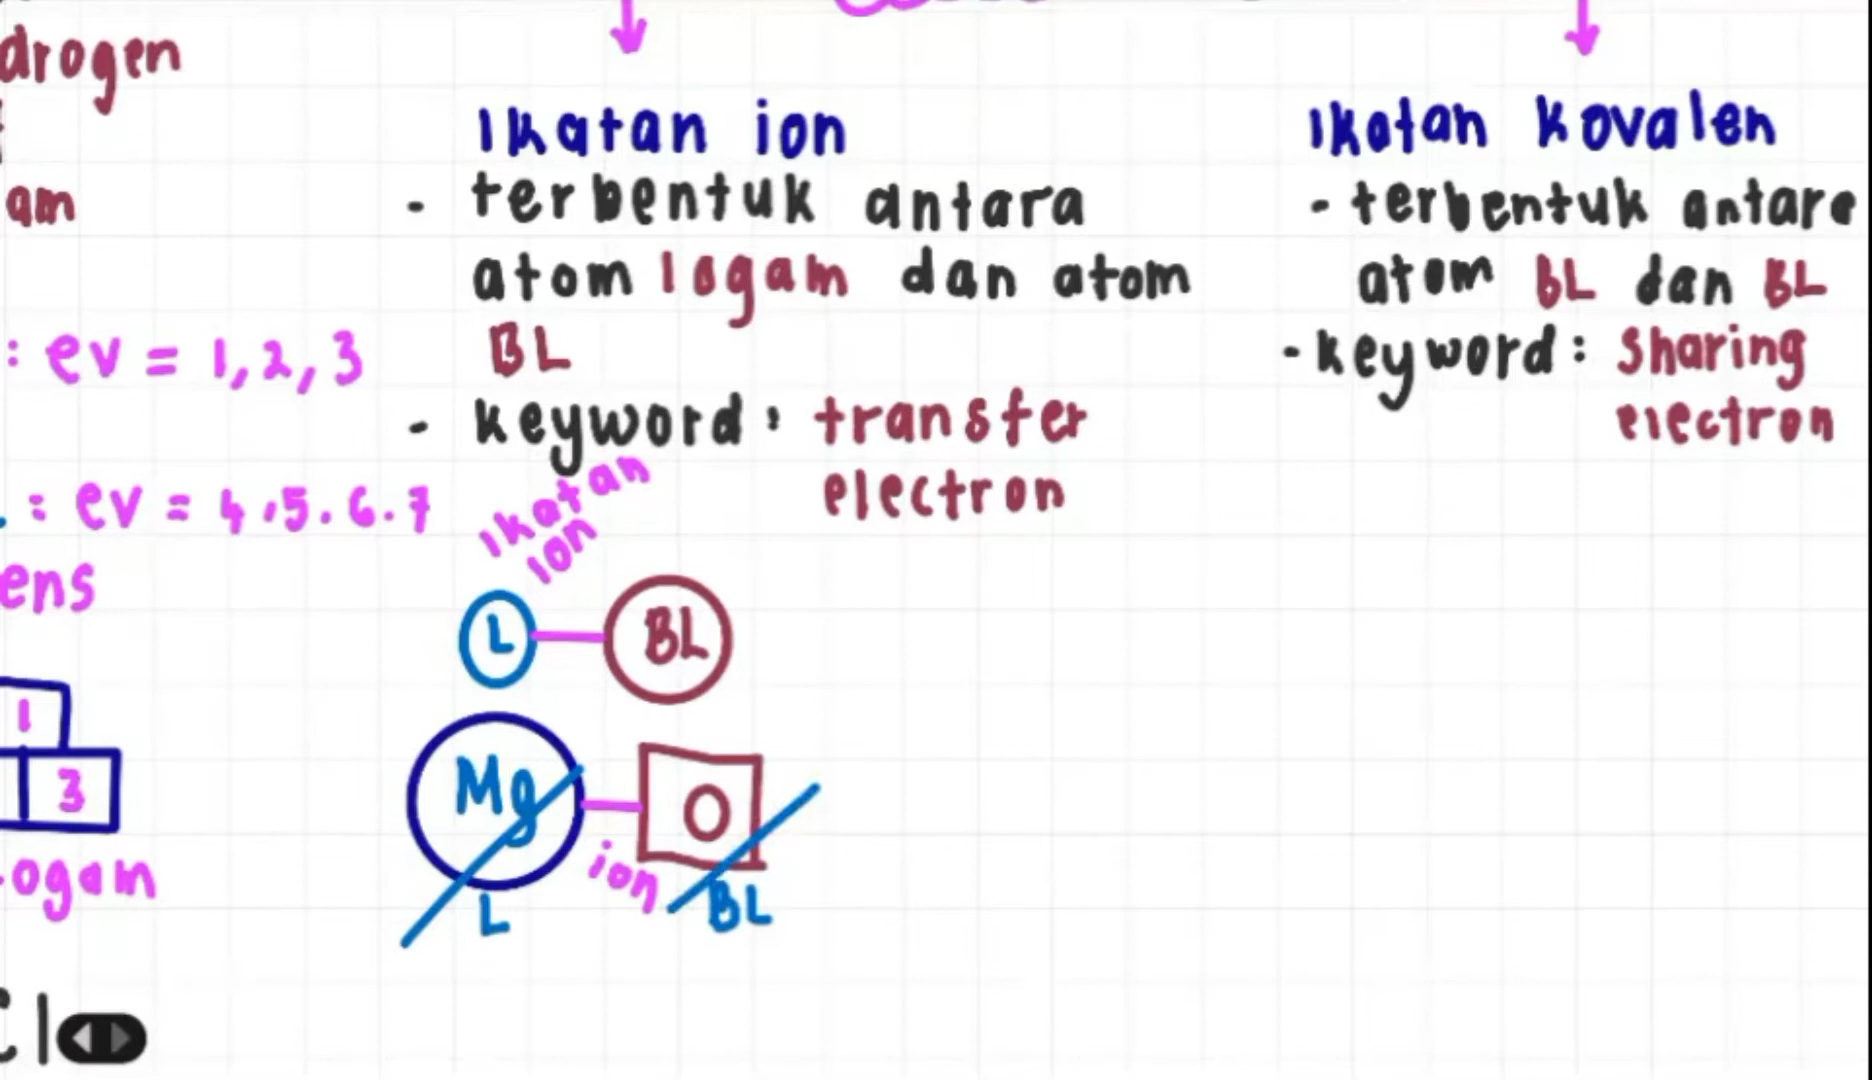 drogen
am
: ev = 1, 2, 3
: ev = 4.5.6.7
ens
1
3
ogam
Cl
Ikatan ion
- terbentuk antara
atom logam dan atom
BL
- keyword : transfer
electron
Ikatan
ion
L
BL
Mg
O
ion
L
BL
Ikatan kovalen
- terbentuk antara
atom BL dan BL
- keyword : sharing
electron